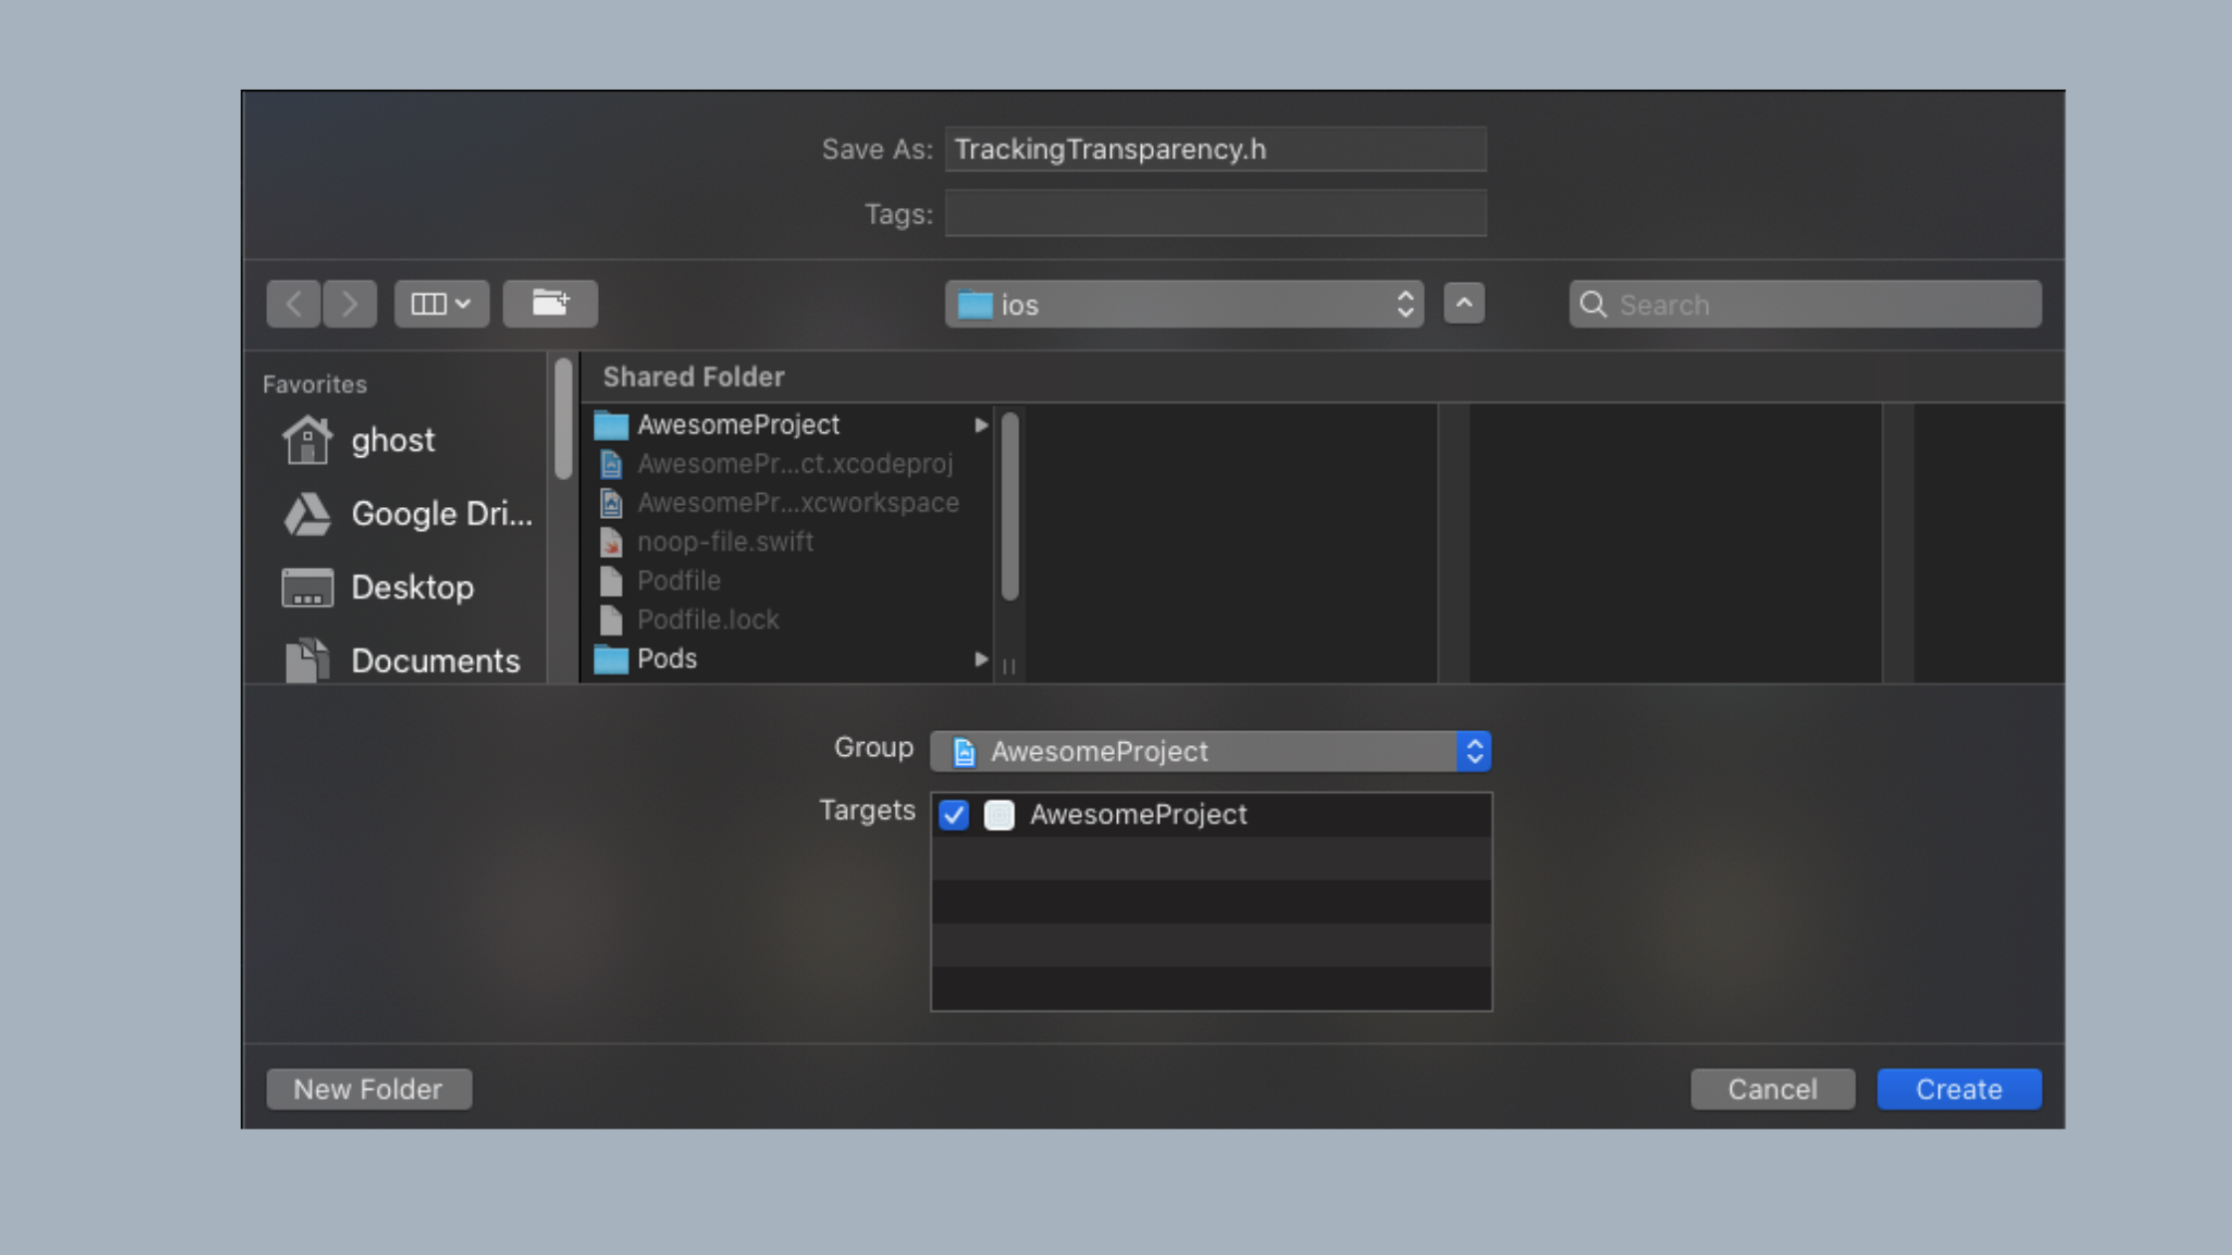 Save As: TrackingTransparency.h
Tags:
ios
Search
Favorites
ghost
Google Dri...
Desktop
Documents
Shared Folder
AwesomeProject
AwesomePr...ct.xcodeproj
AwesomePr...xcworkspace
noop-file.swift
Podfile
Podfile.lock
Pods
Group AwesomeProject
Targets AwesomeProject
New Folder
Cancel
Create